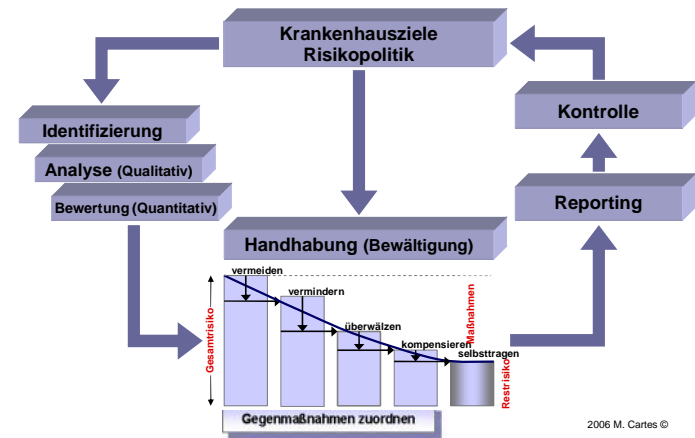 Krankenhausziele
Risikopolitik
Identifizierung
Analyse (Qualitativ)
Bewertung (Quantitativ)
Kontrolle
Reporting
Handhabung (Bewältigung)
vermeiden
vermindern
überwälzen
kompensieren
selbsttragen
Gesamtrisiko
Maßnahmen
Restrisiko
Gegenmaßnahmen zuordnen
2006 M. Cartes ©